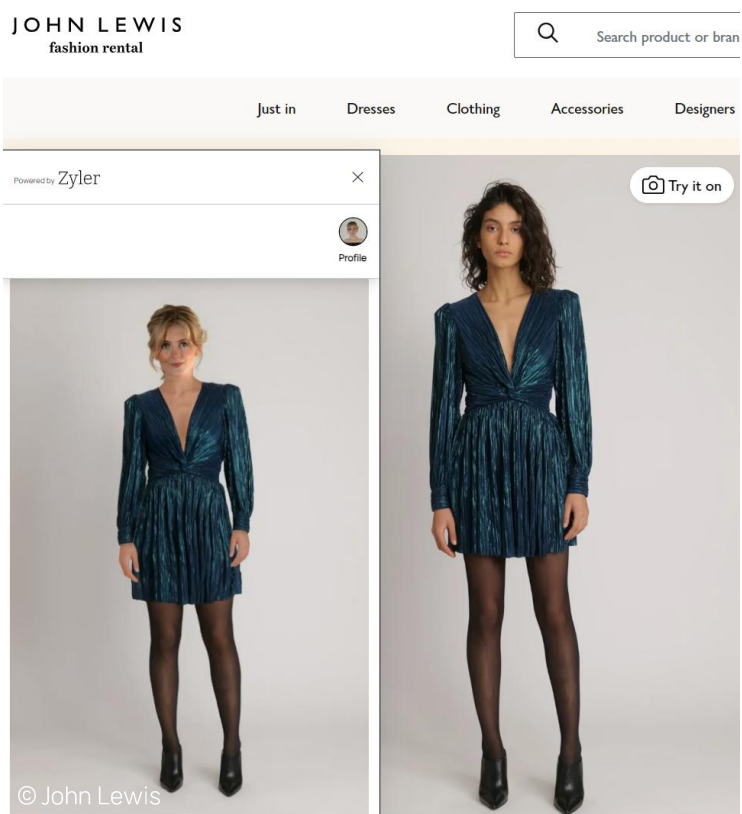 JOHN LEWIS
fashion rental
Search product or bran
Just in
Dresses
Clothing
Accessories
Designers
Powered by Zyler
Profile
Try it on
© John Lewis